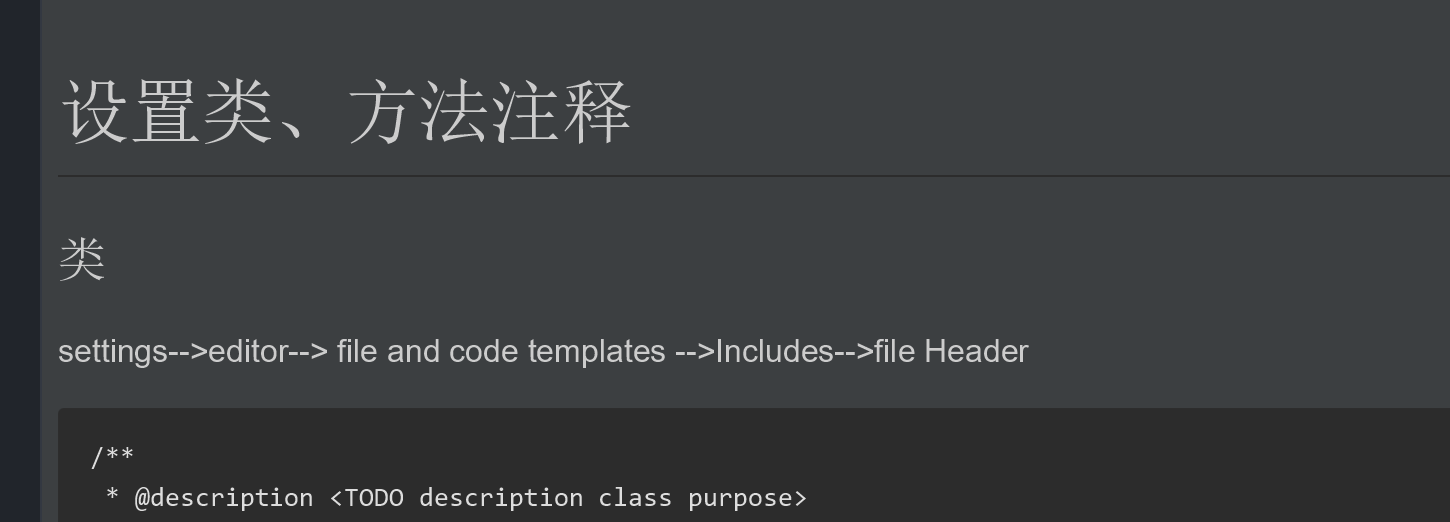 设置类、方法注释
类
settings-->editor--> file and code templates -->Includes-->file Header
/**
 * @description <TODO description class purpose>